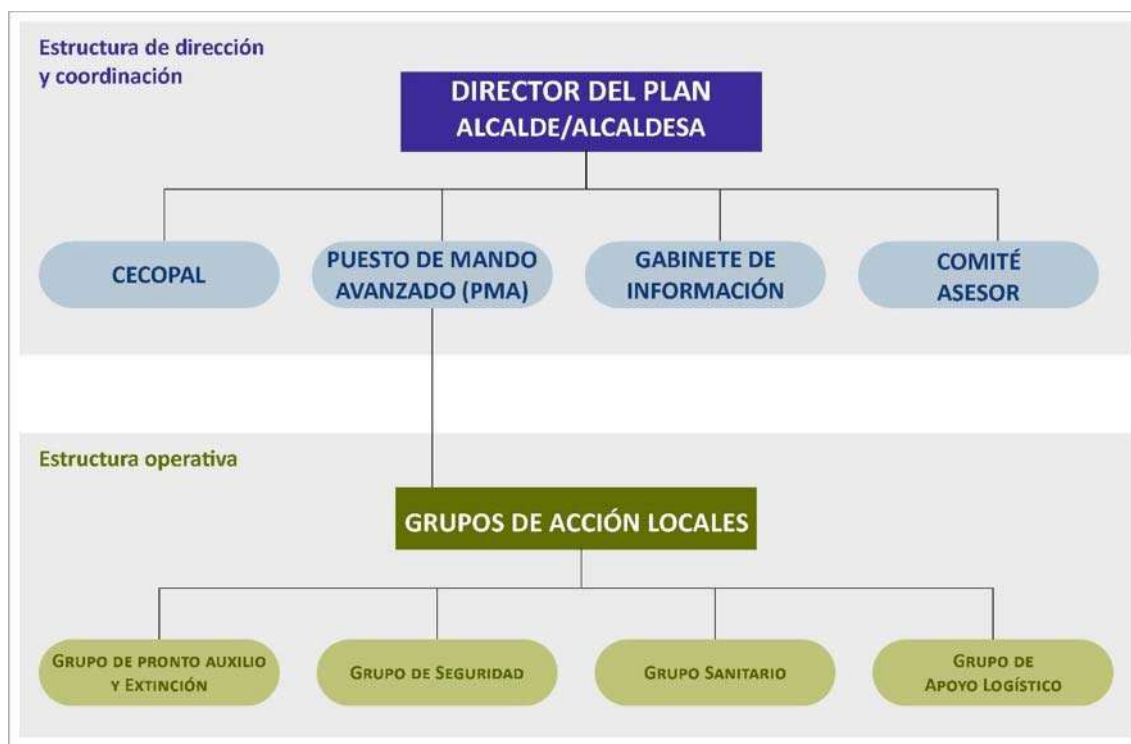 Estructura de dirección
y coordinación
DIRECTOR DEL PLAN
ALCALDE/ALCALDESA
CECOPAL
PUESTO DE MANDO
AVANZADO (PMA)
GABINETE DE
INFORMACIÓN
COMITÉ
ASESOR
Estructura operativa
GRUPOS DE ACCIÓN LOCALES
GRUPO DE PRONTO AUXILIO
Y EXTINCIÓN
GRUPO DE SEGURIDAD
GRUPO SANITARIO
GRUPO DE
APOYO LOGÍSTICO